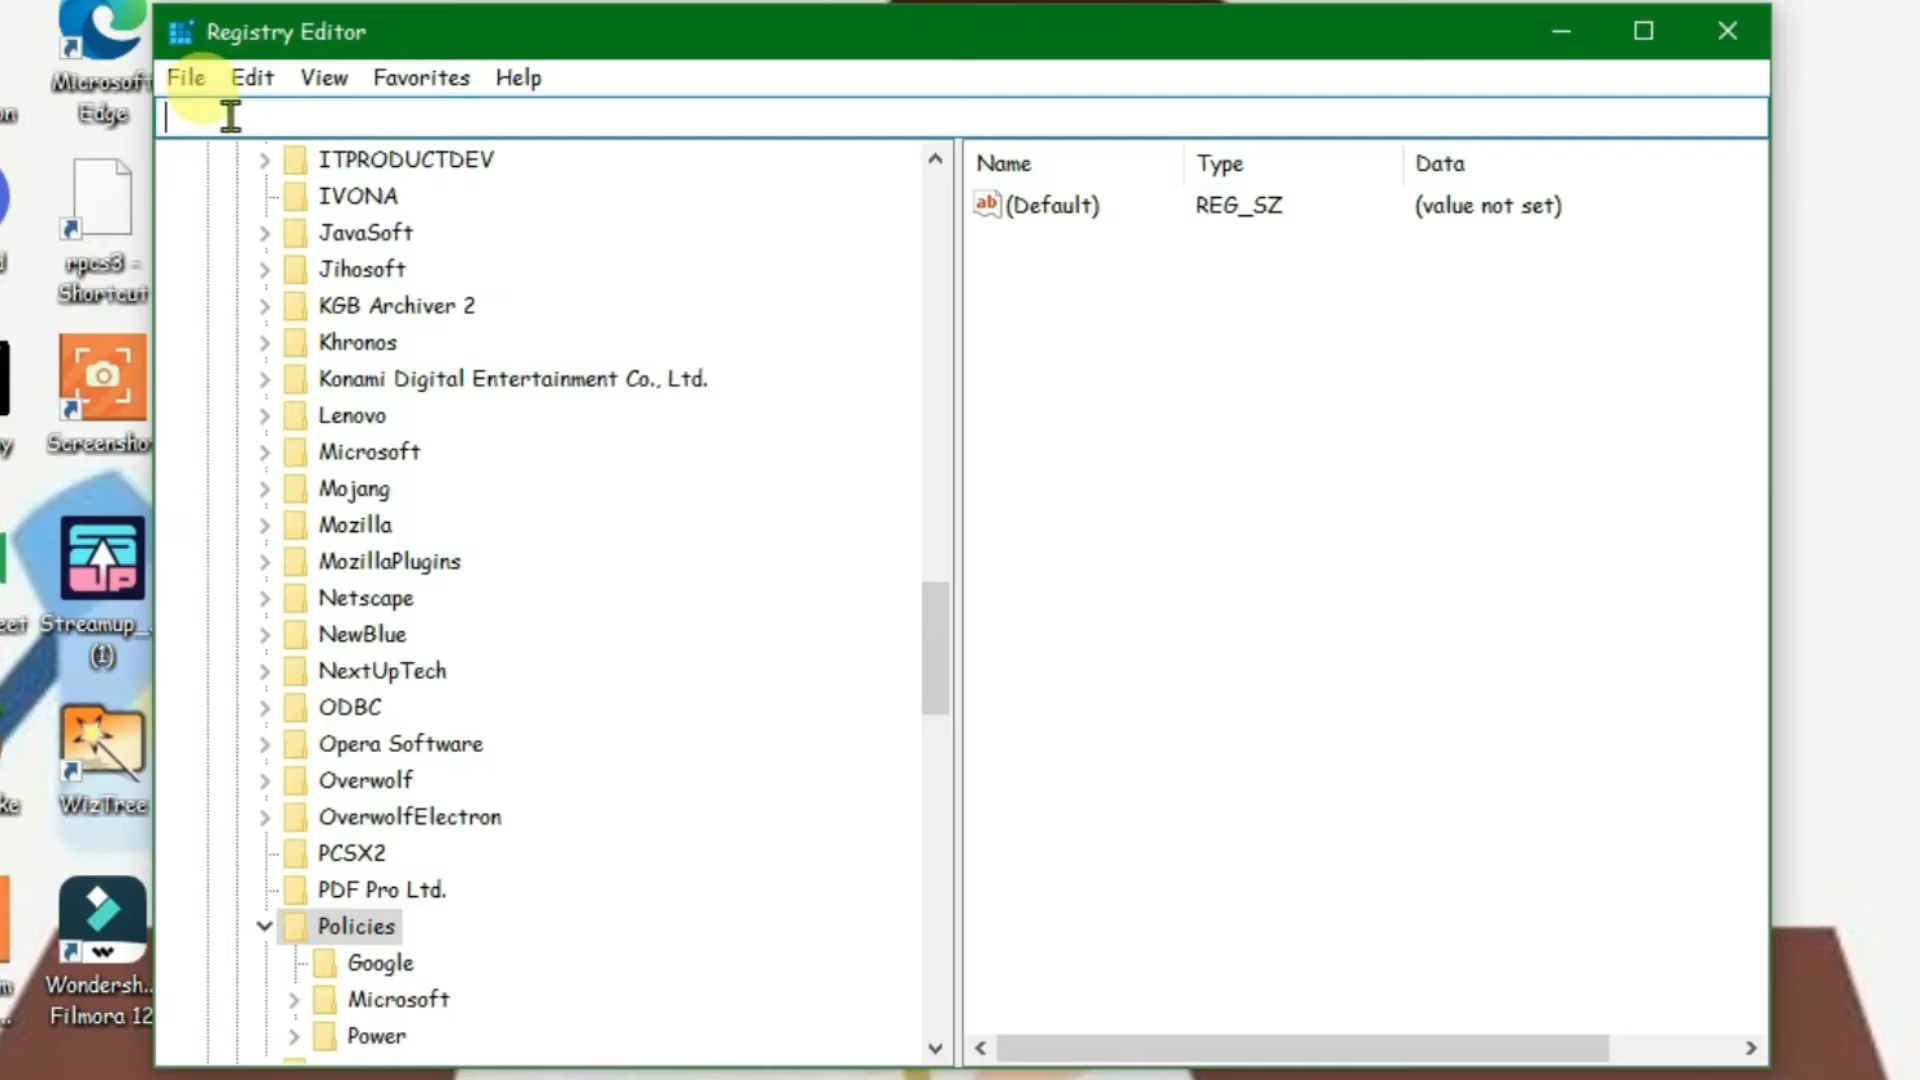 Registry Editor
File Edit View Favorites Help
Name Type Data
(Default) REG_SZ (value not set)
ITPRODUCTDEV
IVONA
JavaSoft
Jihosoft
KGB Archiver 2
Khronos
Konami Digital Entertainment Co., Ltd.
Lenovo
Microsoft
Mojang
Mozilla
MozillaPlugins
Netscape
NewBlue
NextUpTech
ODBC
Opera Software
Overwolf
OverwolfElectron
PCSX2
PDF Pro Ltd.
Policies
Google
Microsoft
Power
Microsoft
Edge
rpcs3 -
Shortcut
Screensho
Streamup_
(1)
WizTree
Wondersh...
Filmora 12